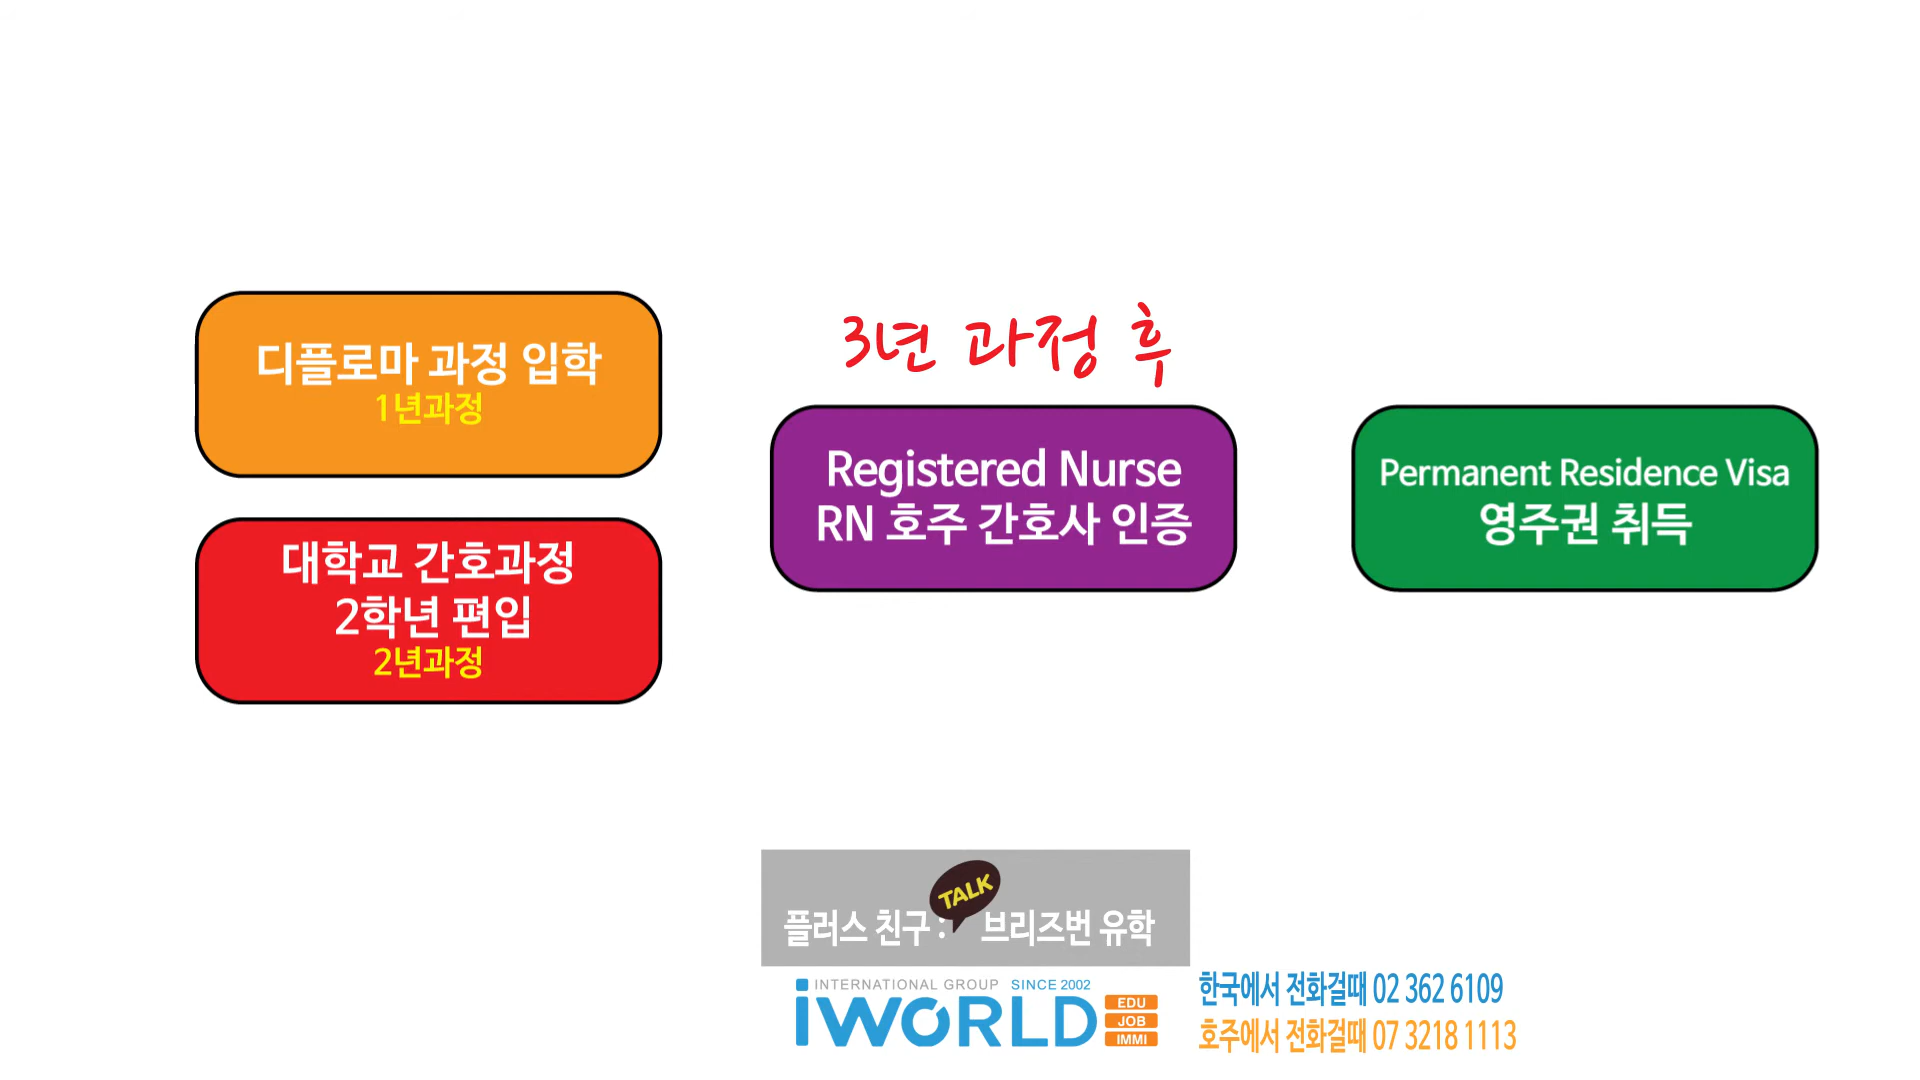 디플로마 과정 입학
1년과정
대학교 간호과정
2학년 편입
2년과정
3년 과정 후
Registered Nurse
RN 호주 간호사 인증
Permanent Residence Visa
영주권 취득
TALK
플러스 친구 : 브리즈번 유학
INTERNATIONAL GROUP SINCE 2002
iWORLD
EDU
JOB
IMMI
한국에서 전화걸때 02 362 6109
호주에서 전화걸때 07 3218 1113